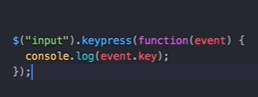 $("input").keypress(function(event) {
  console.log(event.key);
});